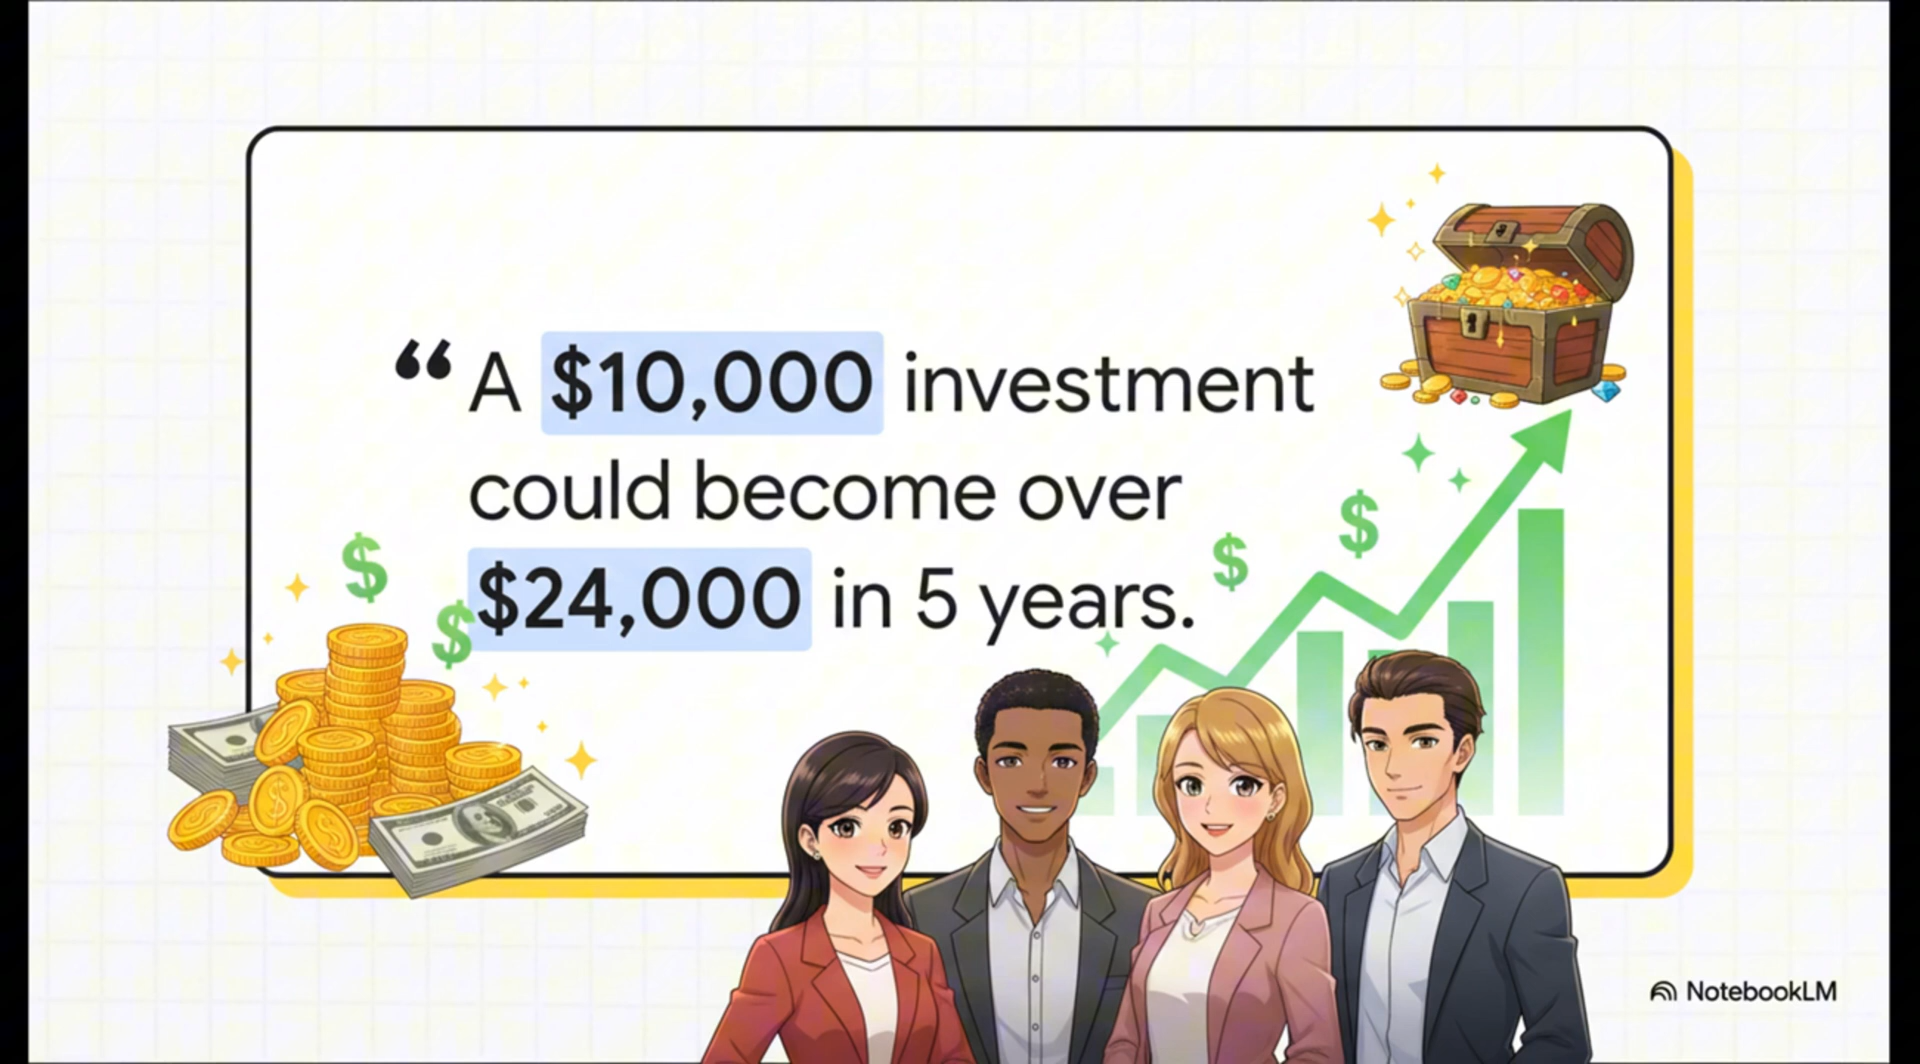 “ A $10,000 investment
could become over
$24,000 in 5 years.
NotebookLM